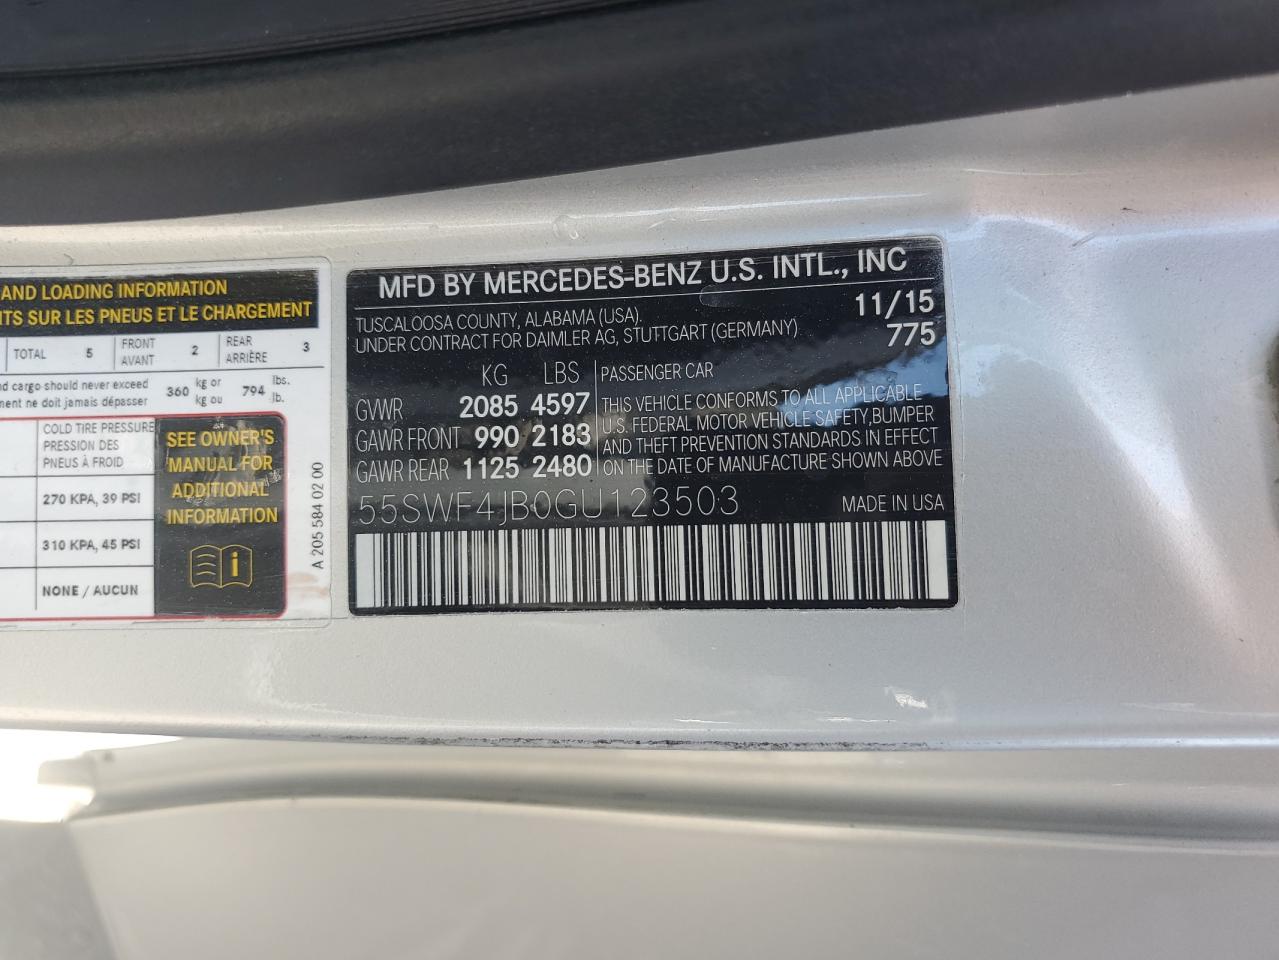 AND LOADING INFORMATION
TS SUR LES PNEUS ET LE CHARGEMENT
TOTAL 5 FRONT AVANT 2 REAR ARRIÈRE 3
cargo should never exceed 360 kg or 794 lbs.
ne doit jamais dépasser kg ou lb.
COLD TIRE PRESSURE
PRESSION DES
PNEUS À FROID
270 KPA, 39 PSI
310 KPA, 45 PSI
NONE / AUCUN
SEE OWNER'S
MANUAL FOR
ADDITIONAL
INFORMATION
i
A 205 584 02 00
MFD BY MERCEDES-BENZ U.S. INTL., INC
TUSCALOOSA COUNTY, ALABAMA (USA). 11/15
UNDER CONTRACT FOR DAIMLER AG, STUTTGART (GERMANY) 775
KG LBS
GVWR 2085 4597
GAWR FRONT 990 2183
GAWR REAR 1125 2480
PASSENGER CAR
THIS VEHICLE CONFORMS TO ALL APPLICABLE
U.S. FEDERAL MOTOR VEHICLE SAFETY,BUMPER
AND THEFT PREVENTION STANDARDS IN EFFECT
ON THE DATE OF MANUFACTURE SHOWN ABOVE
55SWF4JB0GU123503 MADE IN USA